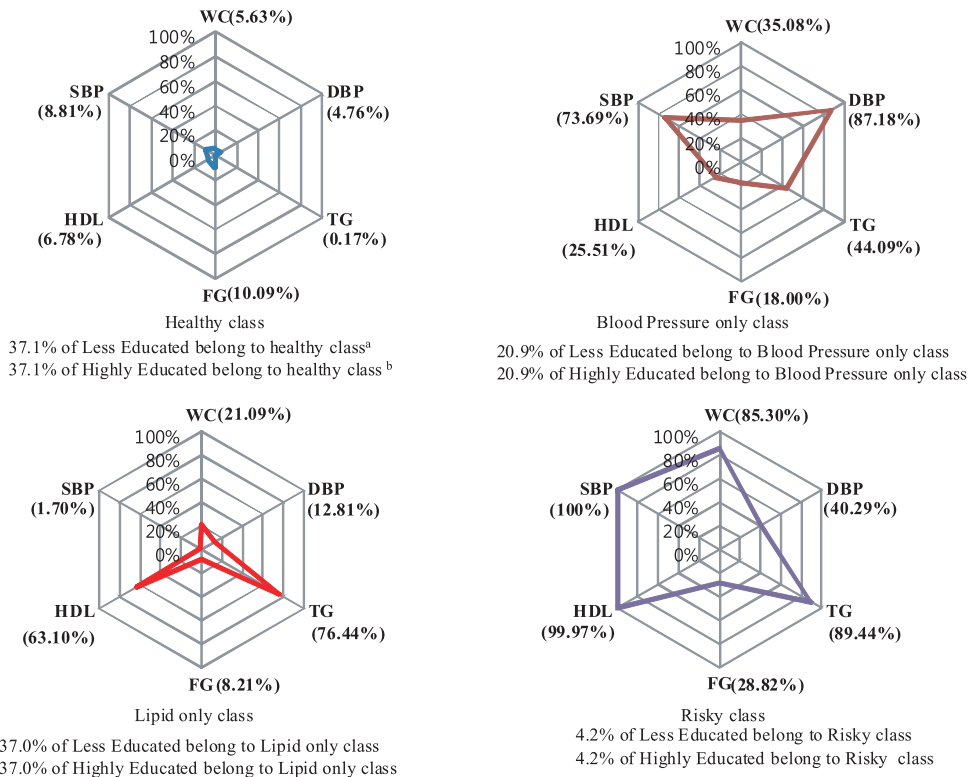 WC(5.63%)
100%
80%
60%
40%
20%
0%
SBP
(8.81%)
DBP
(4.76%)
HDL
(6.78%)
TG
(0.17%)
FG(10.09%)
Healthy class
37.1% of Less Educated belong to healthy classᵃ
37.1% of Highly Educated belong to healthy class ᵇ
WC(35.08%)
100%
80%
60%
40%
20%
0%
SBP
(73.69%)
DBP
(87.18%)
HDL
(25.51%)
TG
(44.09%)
FG(18.00%)
Blood Pressure only class
20.9% of Less Educated belong to Blood Pressure only class
20.9% of Highly Educated belong to Blood Pressure only class
WC(21.09%)
100%
80%
60%
40%
20%
0%
SBP
(1.70%)
DBP
(12.81%)
HDL
(63.10%)
TG
(76.44%)
FG(8.21%)
Lipid only class
37.0% of Less Educated belong to Lipid only class
37.0% of Highly Educated belong to Lipid only class
WC(85.30%)
100%
80%
60%
40%
20%
0%
SBP
(100%)
DBP
(40.29%)
HDL
(99.97%)
TG
(89.44%)
FG(28.82%)
Risky class
4.2% of Less Educated belong to Risky class
4.2% of Highly Educated belong to Risky class